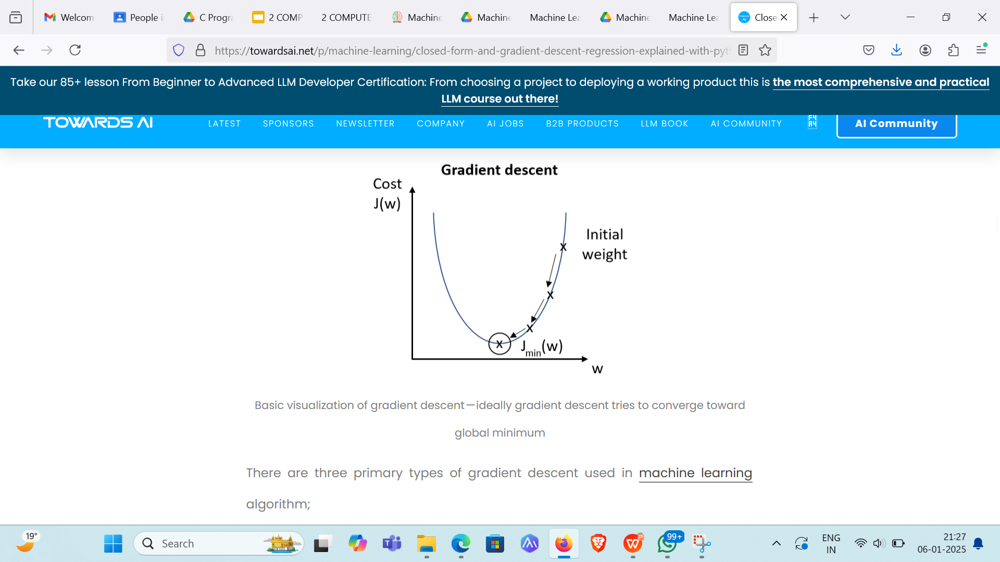 Welcom
People i
C Progra
2 COMP
2 COMPUTE
Machine
Machine
Machine Lea
Machine
Machine Lea
Close
https://towardsai.net/p/machine-learning/closed-form-and-gradient-descent-regression-explained-with-pyt
Take our 85+ lesson From Beginner to Advanced LLM Developer Certification: From choosing a project to deploying a working product this is the most comprehensive and practical
LLM course out there!
TOWARDS AI
LATEST
SPONSORS
NEWSLETTER
COMPANY
AI JOBS
B2B PRODUCTS
LLM BOOK
AI COMMUNITY
AI Community
Gradient descent
Cost
J(w)
Initial
weight
x
x
x
x
Jmin(w)
w
Basic visualization of gradient descent—ideally gradient descent tries to converge toward
global minimum
There are three primary types of gradient descent used in machine learning
algorithm;
19°
Search
99+
ENG
IN
21:27
06-01-2025